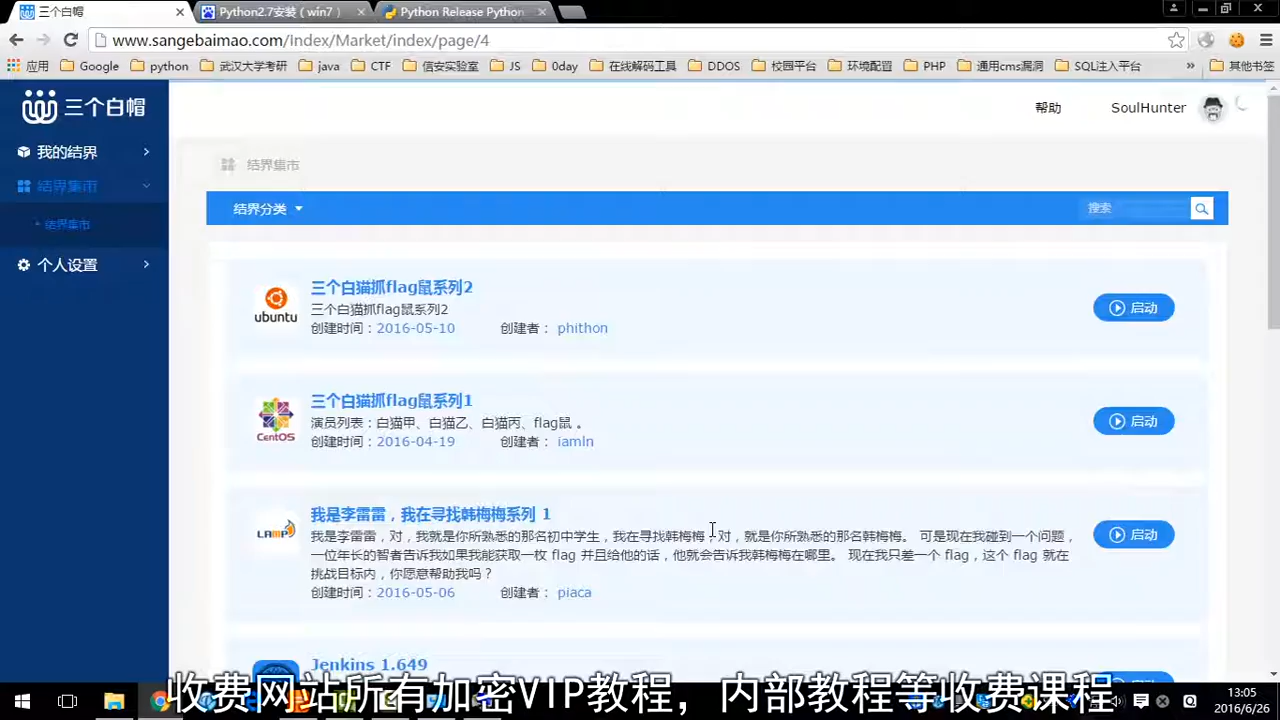 三个白帽
Python2.7安装（win7）
Python Release Python
www.sangebaimao.com/Index/Market/index/page/4
应用 Google python 武汉大学考研 java CTF 信安实验室 JS 0day 在线解码工具 DDOS 校园平台 环境配置 PHP 通用cms漏洞 SQL注入平台 » 其他书签
三个白帽
帮助 SoulHunter
我的结界
结界集市
结界集市
个人设置
结界集市
结界分类
搜索
三个白猫抓flag鼠系列2
ubuntu
三个白猫抓flag鼠系列2
创建时间：2016-05-10 创建者： phithon
启动
三个白猫抓flag鼠系列1
CentOS
演员列表：白猫甲、白猫乙、白猫丙、flag鼠 。
创建时间：2016-04-19 创建者： iamln
启动
我是李雷雷，我在寻找韩梅梅系列 1
LAMP
我是李雷雷，对，我就是你所熟悉的那名初中学生，我在寻找韩梅梅，对，就是你所熟悉的那名韩梅梅。 可是现在我碰到一个问题，
一位年长的智者告诉我如果我能获取一枚 flag 并且给他的话，他就会告诉我韩梅梅在哪里。 现在我只差一个 flag，这个 flag 就在
挑战目标内，你愿意帮助我吗？
创建时间：2016-05-06 创建者： piaca
启动
Jenkins 1.649
收费网站所有加密VIP教程，内部教程等收费课程
13:05
2016/6/26